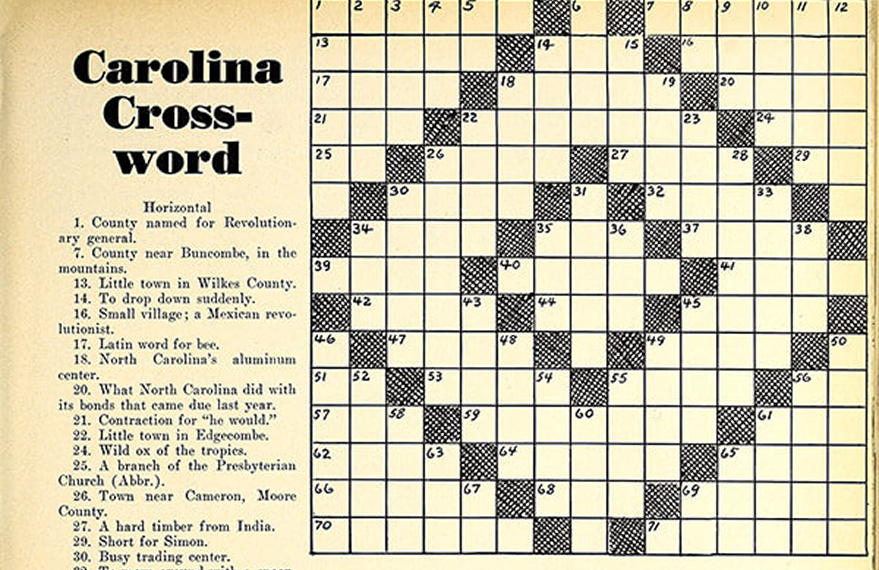 Carolina
Cross-
word
Horizontal
1. County named for Revolution-
ary general.
7. County near Buncombe, in the
mountains.
13. Little town in Wilkes County.
14. To drop down suddenly.
16. Small village; a Mexican revo-
lutionist.
17. Latin word for bee.
18. North Carolina's aluminum
center.
20. What North Carolina did with
its bonds that came due last year.
21. Contraction for “he would.”
22. Little town in Edgecombe.
24. Wild ox of the tropics.
25. A branch of the Presbyterian
Church (Abbr.).
26. Town near Cameron, Moore
County.
27. A hard timber from India.
29. Short for Simon.
30. Busy trading center.
1 2 3 4 5 6 7 8 9 10 11 12
13 14 15 16
17 18 19 20
21 22 23 24
25 26 27 28 29
30 31 32 33
34 35 36 37 38
39 40 41
42 43 44 45
46 47 48 49 50
51 52 53 54 55 56
57 58 59 60 61
62 63 64 65
66 67 68 69
70 71